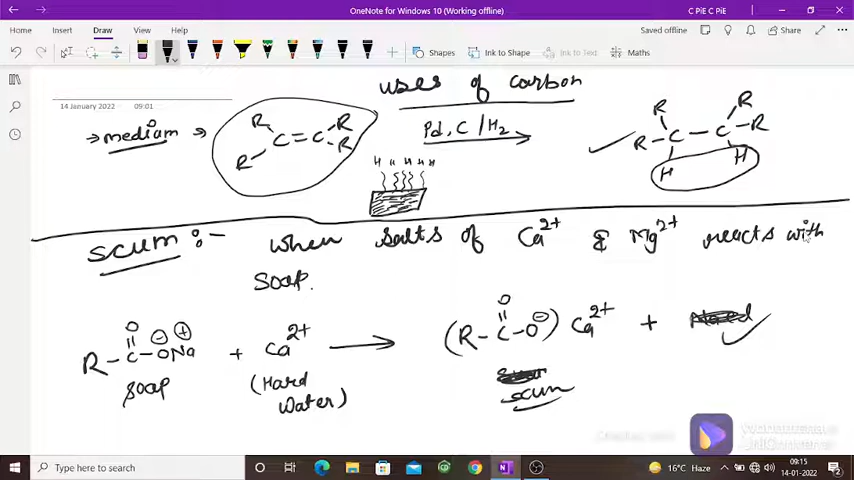 OneNote for Windows 10 (Working offline)
C PiE C PiE
Home Insert Draw View Help
Saved offline
Shapes Ink to Shape Ink to Text Maths
uses of carbon
14 January 2022 09:01
→ medium →
R R
C = C
R R
Pd, C / H2
R R
R - C - C - R
H H
H H H H H
scum :- when salts of Ca2+ & Mg2+ reacts with
soap.
O
R - C - O⊖ Na⊕ + Ca2+ → (R - C - O⊖) Ca2+ +
O
soap (Hard scum
Water)
Type here to search
16°C Haze
09:15
14-01-2022
2